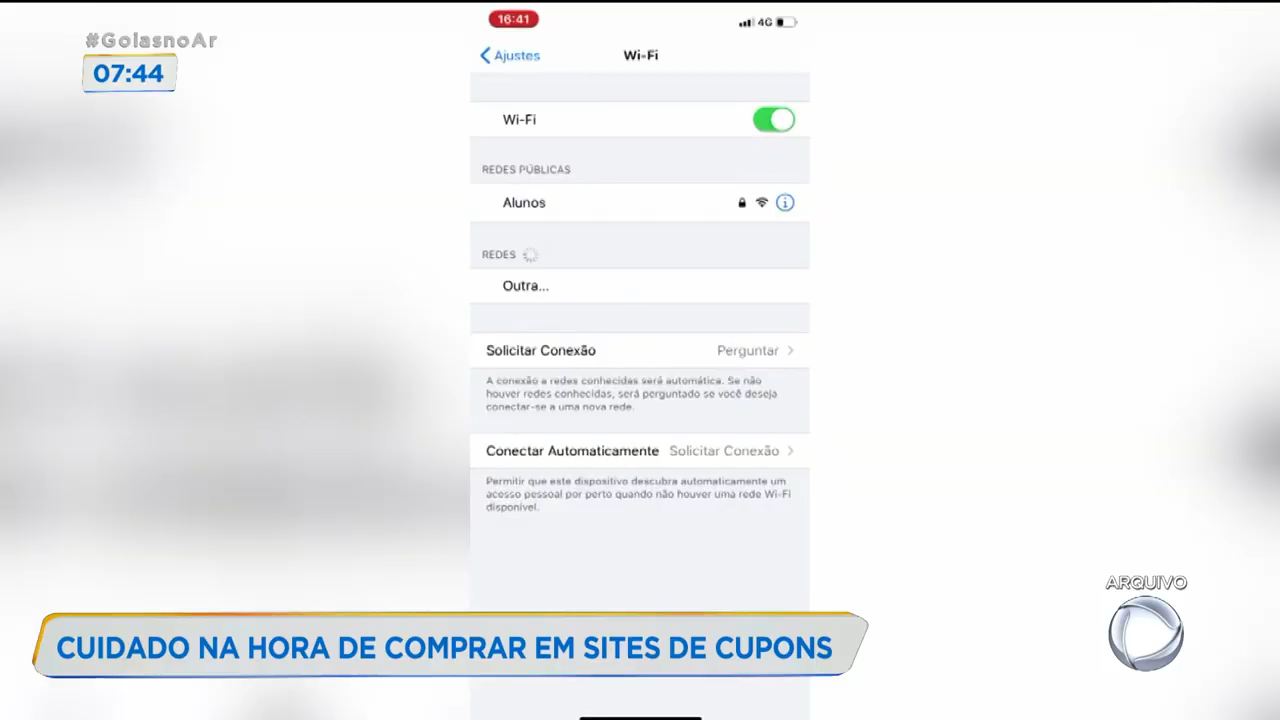 #GoiasnoAr
07:44
16:41
4G
Ajustes
Wi-Fi
Wi-Fi
REDES PÚBLICAS
Alunos
REDES
Outra...
Solicitar Conexão Perguntar
A conexão a redes conhecidas será automática. Se não
houver redes conhecidas, será perguntado se você deseja
conectar-se a uma nova rede.
Conectar Automaticamente Solicitar Conexão
Permitir que este dispositivo descubra automaticamente um
acesso pessoal por perto quando não houver uma rede Wi-Fi
disponível.
ARQUIVO
CUIDADO NA HORA DE COMPRAR EM SITES DE CUPONS